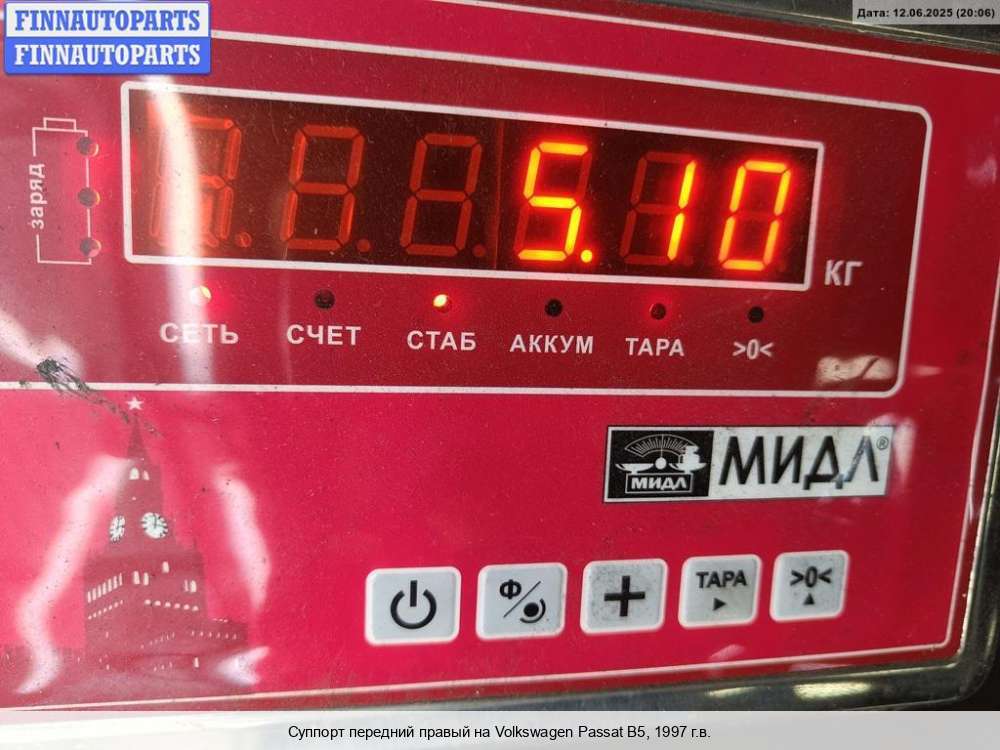 FINNAUTOPARTS
FINNAUTOPARTS
Дата: 12.06.2025 (20:06)
заряд
5.10
КГ
СЕТЬ СЧЕТ СТАБ АККУМ ТАРА >0<
МИДЛ МИДЛ®
Ф + ТАРА >0<
Суппорт передний правый на Volkswagen Passat B5, 1997 г.в.